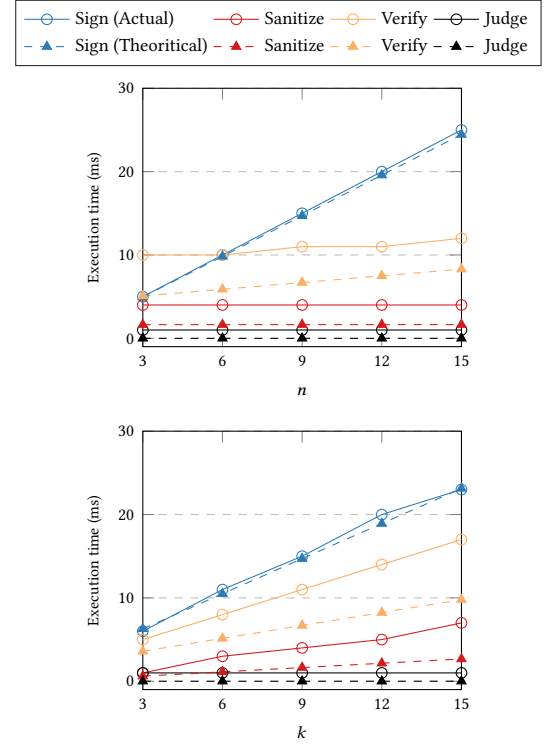 Sign (Actual) Sanitize Verify Judge
Sign (Theoritical) Sanitize Verify Judge
30
20
10
0
Execution time (ms)
3 6 9 12 15
n
30
20
10
0
Execution time (ms)
3 6 9 12 15
k